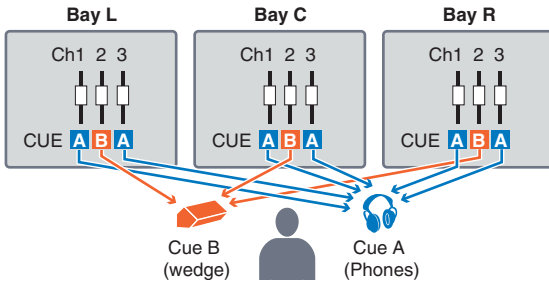 Bay L Bay C Bay R
Ch1 2 3 Ch1 2 3 Ch1 2 3
CUE A B A CUE A B A CUE A B A
Cue B Cue A
(wedge) (Phones)